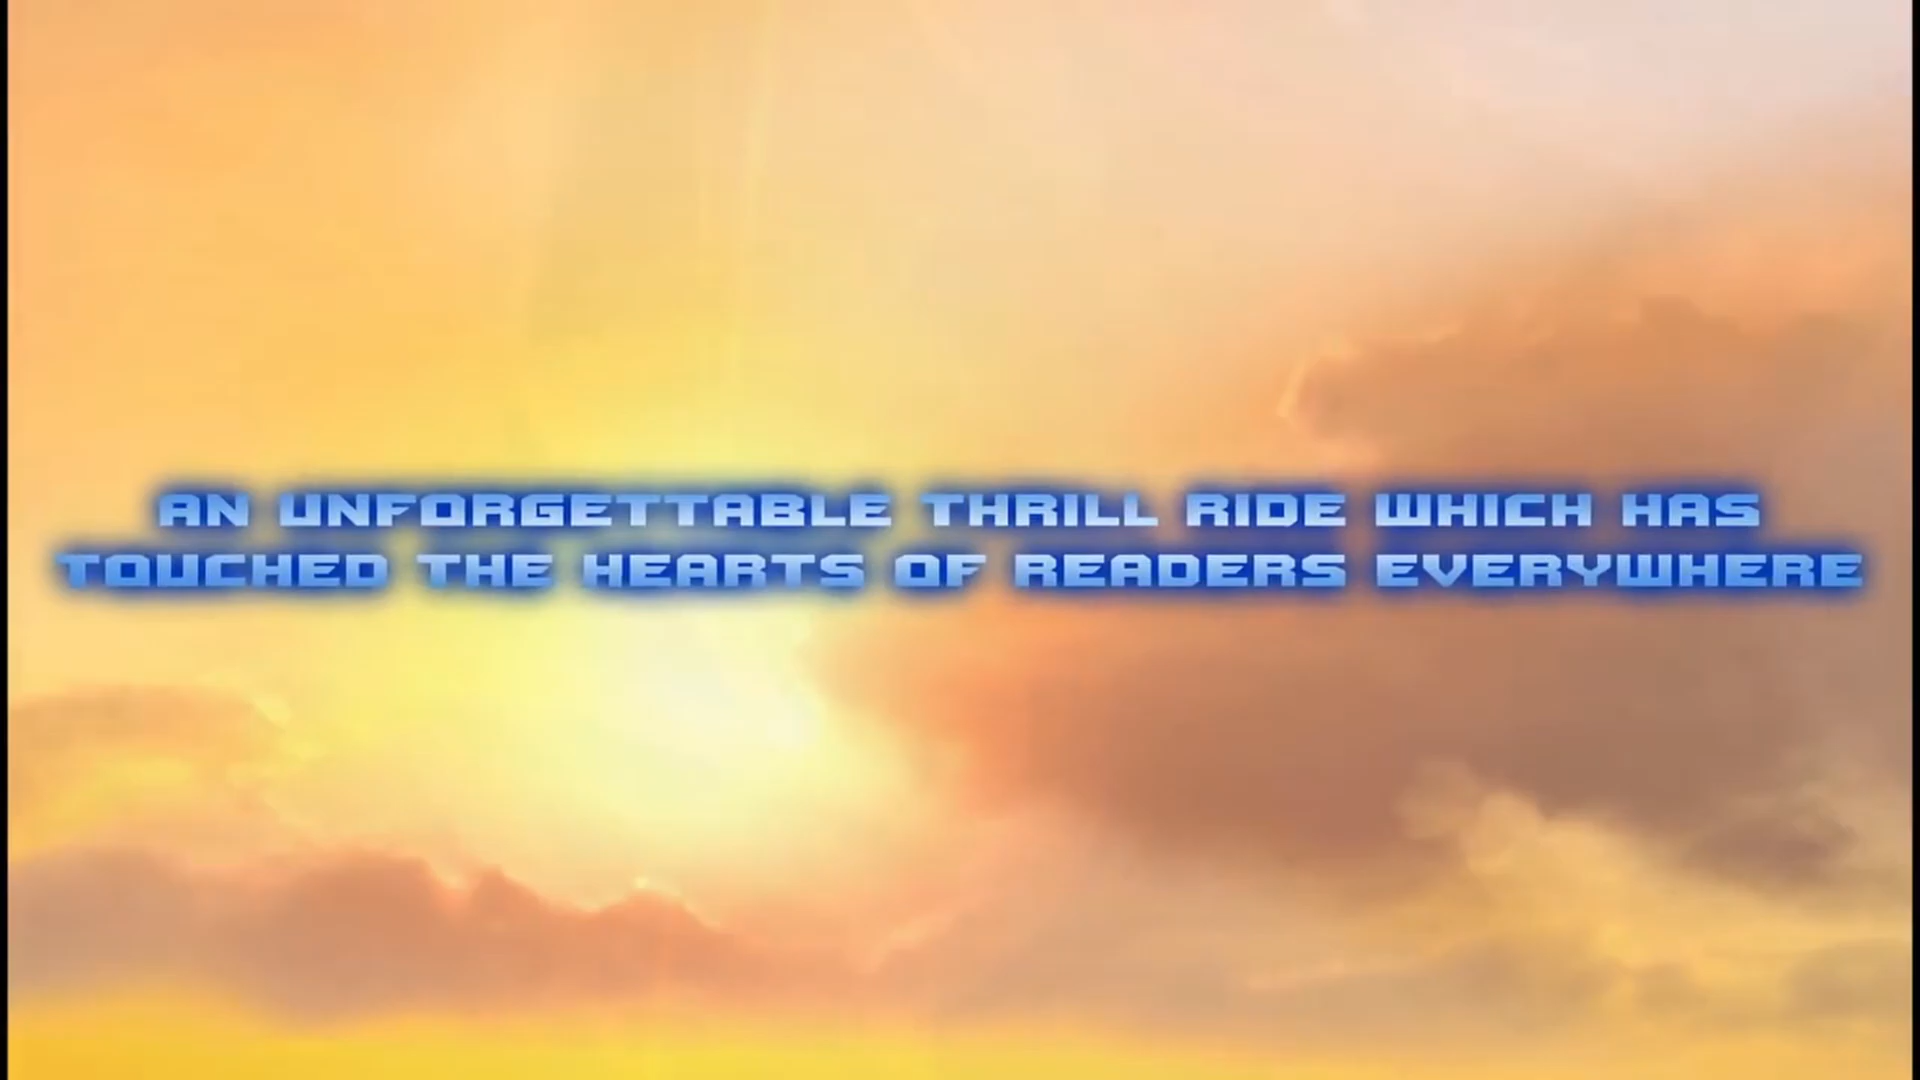 AN UNFORGETTABLE THRILL RIDE WHICH HAS
TOUCHED THE HEARTS OF READERS EVERYWHERE